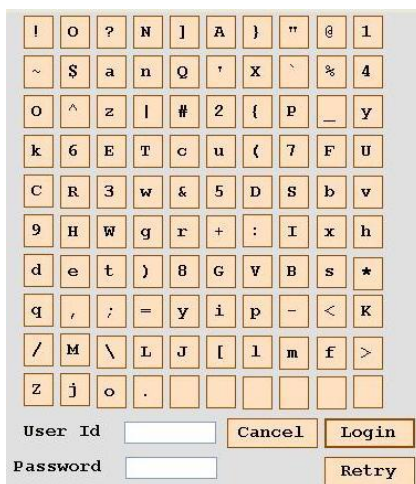 ! O ? N ] A } " @ 1
~ $ a n Q ' X ` % 4
O ^ z | # 2 { P _ y
k 6 E T c u ( 7 F U
C R 3 w & 5 D S b v
9 H W g r + : I x h
d e t ) 8 G V B s *
q , ; = y i p - < K
/ M \ L J [ l m f >
Z j o .
User Id Cancel Login
Password Retry